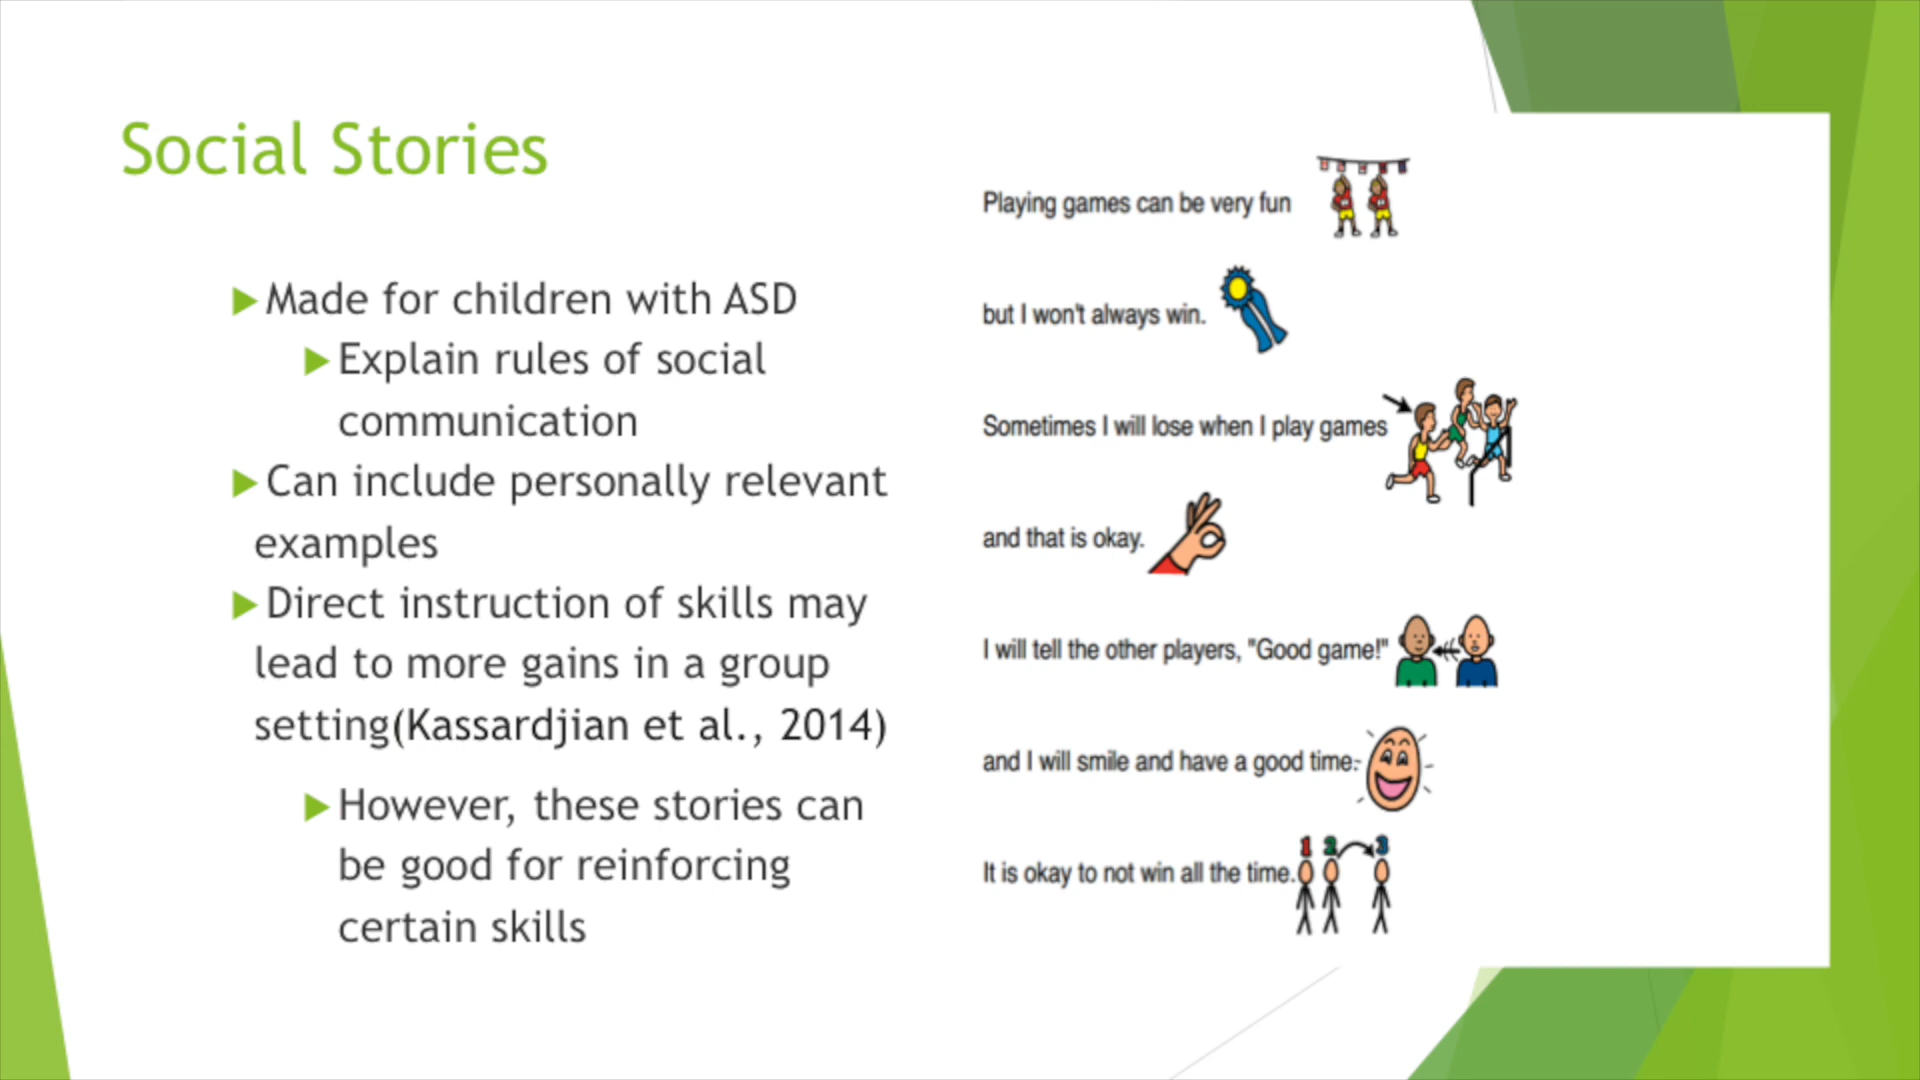 Social Stories
Made for children with ASD
Explain rules of social
communication
Can include personally relevant
examples
Direct instruction of skills may
lead to more gains in a group
setting(Kassardjian et al., 2014)
However, these stories can
be good for reinforcing
certain skills
Playing games can be very fun
but I won't always win.
Sometimes I will lose when I play games
and that is okay.
I will tell the other players, "Good game!"
and I will smile and have a good time.
1 2 3
It is okay to not win all the time.